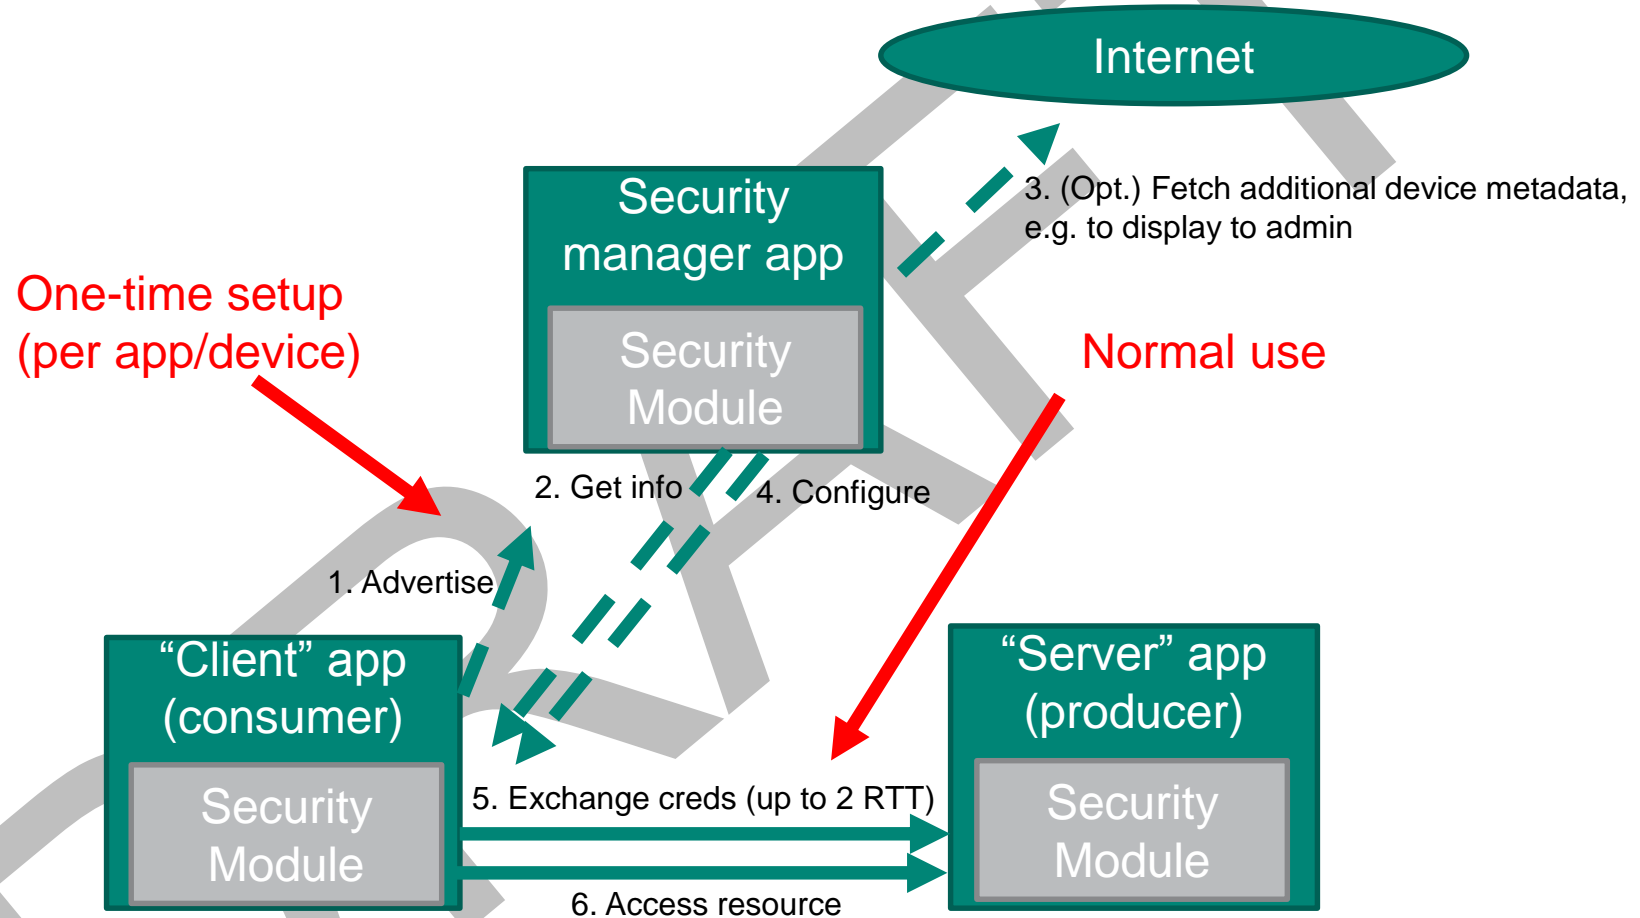 Internet
3. (Opt.) Fetch additional device metadata,
e.g. to display to admin
Security
manager app
Security
Module
One-time setup
(per app/device)
Normal use
2. Get info
4. Configure
1. Advertise
“Client” app
(consumer)
Security
Module
“Server” app
(producer)
Security
Module
5. Exchange creds (up to 2 RTT)
6. Access resource
DRAFT